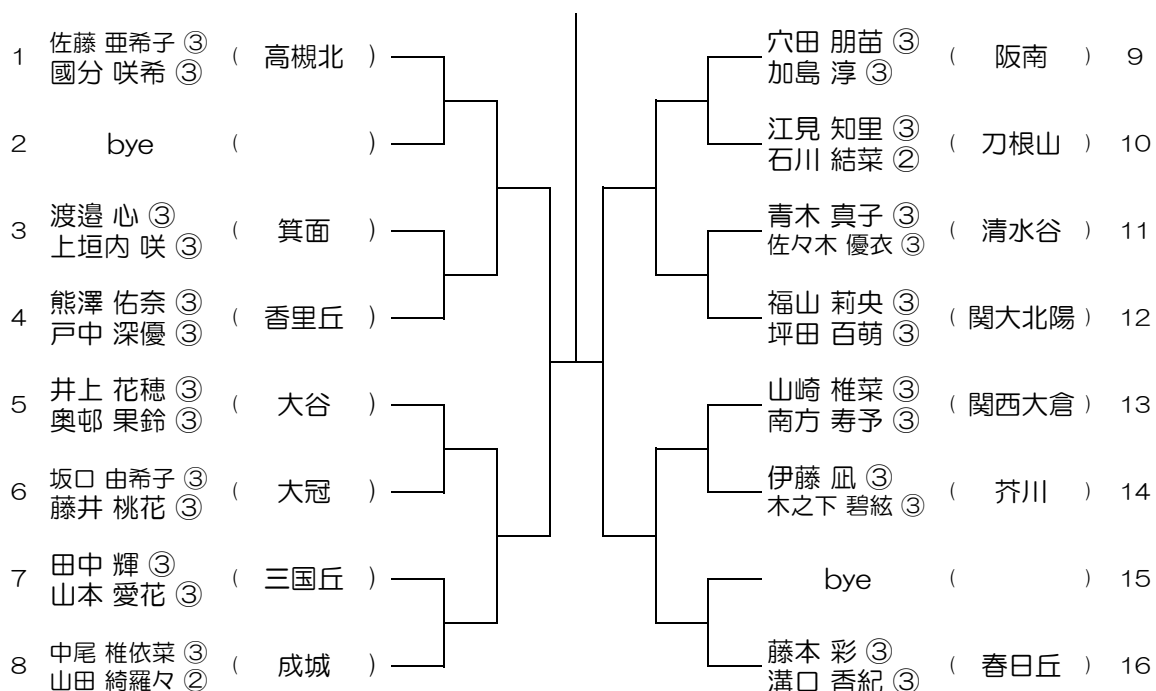 1 佐藤 亜希子 ③ ( 高槻北 )
國分 咲希 ③
2 bye ( )
3 渡邉 心 ③ ( 箕面 )
上垣内 咲 ③
4 熊澤 佑奈 ③ ( 香里丘 )
戸中 深優 ③
5 井上 花穂 ③ ( 大谷 )
奥邨 果鈴 ③
6 坂口 由希子 ③ ( 大冠 )
藤井 桃花 ③
7 田中 輝 ③ ( 三国丘 )
山本 愛花 ③
8 中尾 椎依菜 ③ ( 成城 )
山田 綺羅々 ②
穴田 朋苗 ③ ( 阪南 ) 9
加島 淳 ③
江見 知里 ③ ( 刀根山 ) 10
石川 結菜 ②
青木 真子 ③ ( 清水谷 ) 11
佐々木 優衣 ③
福山 莉央 ③ ( 関大北陽 ) 12
坪田 百萌 ③
山崎 椎菜 ③ ( 関西大倉 ) 13
南方 寿予 ③
伊藤 凪 ③ ( 芥川 ) 14
木之下 碧絃 ③
bye ( ) 15
藤本 彩 ③ ( 春日丘 ) 16
溝口 香紀 ③